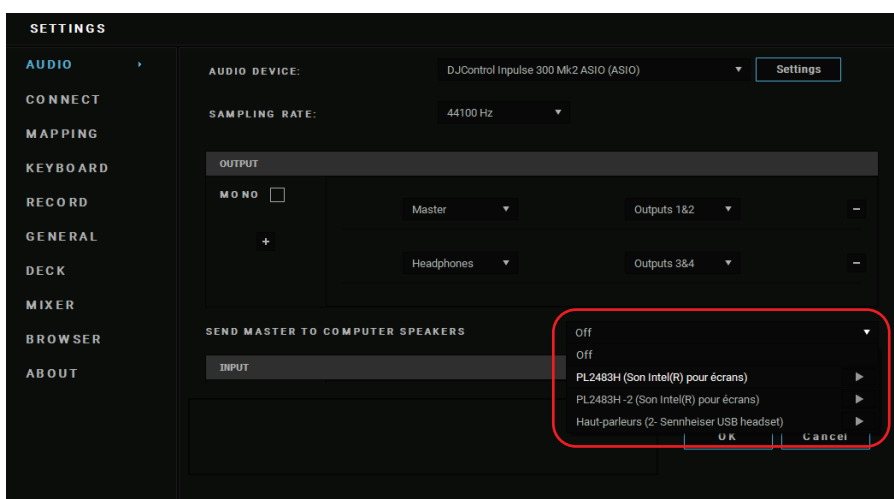 SETTINGS
AUDIO
CONNECT
MAPPING
KEYBOARD
RECORD
GENERAL
DECK
MIXER
BROWSER
ABOUT
AUDIO DEVICE: DJControl Inpulse 300 Mk2 ASIO (ASIO) Settings
SAMPLING RATE: 44100 Hz
OUTPUT
MONO
Master Outputs 1&2 −
+
Headphones Outputs 3&4 −
SEND MASTER TO COMPUTER SPEAKERS Off
Off
INPUT
PL2483H (Son Intel(R) pour écrans)
PL2483H -2 (Son Intel(R) pour écrans)
Haut-parleurs (2- Sennheiser USB headset)
OK Cancel